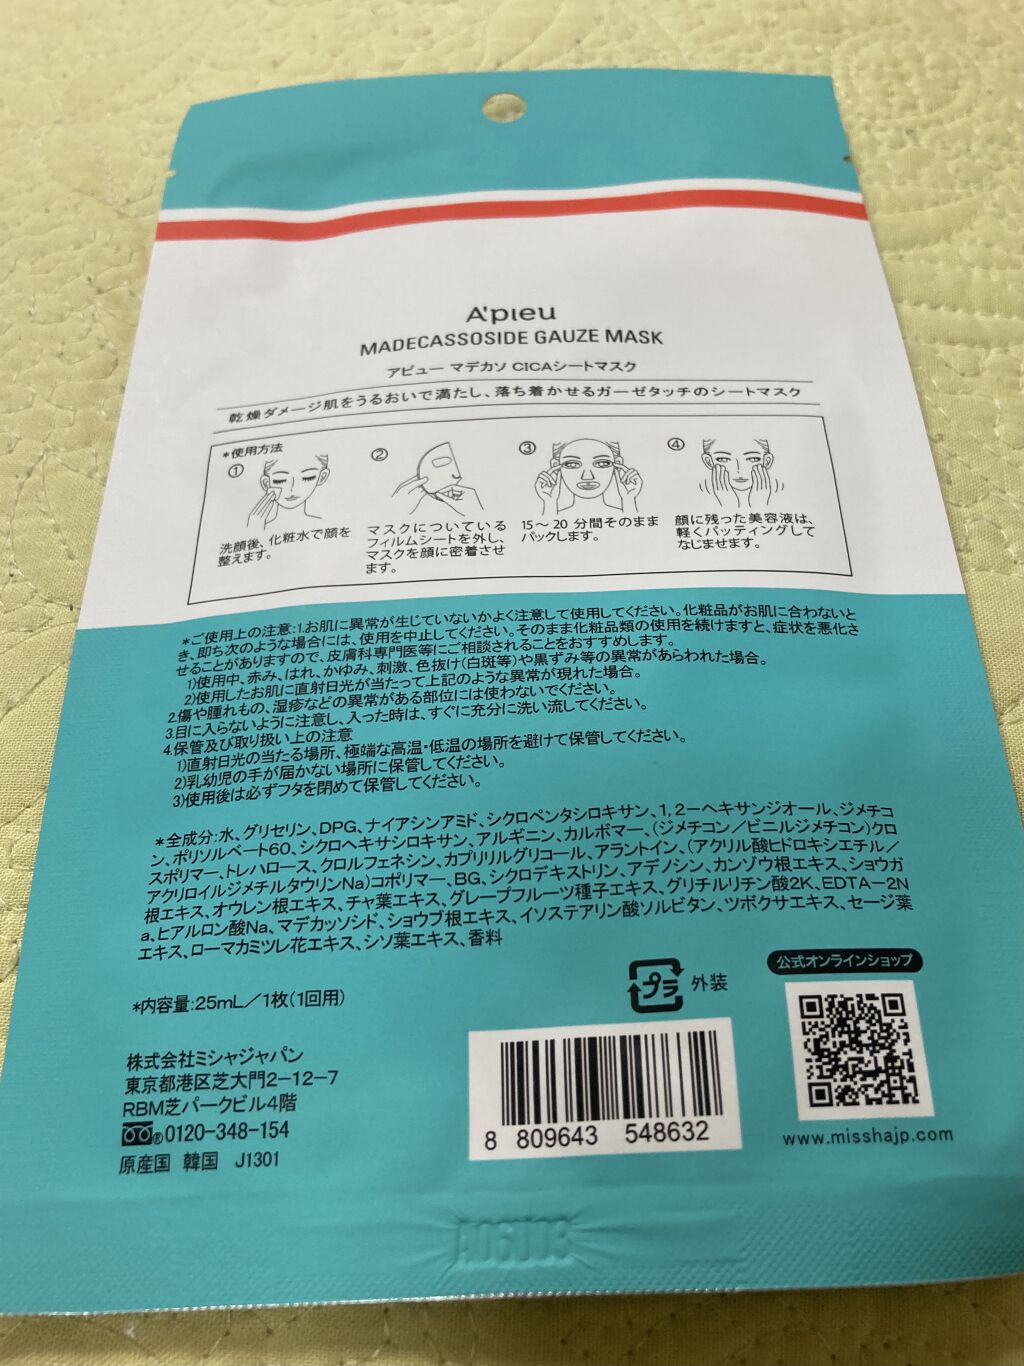 A'pieu
MADECASSOSIDE GAUZE MASK
アピュー マデカソ CICAシートマスク
乾燥ダメージ肌をうるおいで満たし、落ち着かせるガーゼタッチのシートマスク
*使用方法
①
洗顔後、化粧水で顔を
整えます。
②
マスクについている
フィルムシートを外し、
マスクを顔に密着させ
ます。
③
15～20 分間そのまま
パックします。
④
顔に残った美容液は、
軽くパッティングして
なじませます。
*ご使用上の注意:1.お肌に異常が生じていないかよく注意して使用してください。化粧品がお肌に合わないと
き、即ち次のような場合には、使用を中止してください。そのまま化粧品類の使用を続けますと、症状を悪化さ
せることがありますので、皮膚科専門医等にご相談されることをおすすめします。
1)使用中、赤み、はれ、かゆみ、刺激、色抜け(白斑等)や黒ずみ等の異常があらわれた場合。
2)使用したお肌に直射日光が当たって上記のような異常が現れた場合。
2.傷や腫れもの、湿疹などの異常がある部位には使わないでください。
3.目に入らないように注意し、入った時は、すぐに充分に洗い流してください。
4.保管及び取り扱い上の注意
1)直射日光の当たる場所、極端な高温・低温の場所を避けて保管してください。
2)乳幼児の手が届かない場所に保管してください。
3)使用後は必ずフタを閉めて保管してください。
*全成分:水、グリセリン、DPG、ナイアシンアミド、シクロペンタシロキサン、1,2－ヘキサンジオール、ジメチコ
ン、ポリソルベート60、シクロヘキサシロキサン、アルギニン、カルボマー、(ジメチコン／ビニルジメチコン)クロ
スポリマー、トレハロース、クロルフェネシン、カプリリルグリコール、アラントイン、(アクリル酸ヒドロキシエチル／
アクリロイルジメチルタウリンNa)コポリマー、BG、シクロデキストリン、アデノシン、カンゾウ根エキス、ショウガ
根エキス、オウレン根エキス、チャ葉エキス、グレープフルーツ種子エキス、グリチルリチン酸2K、EDTA－2N
a、ヒアルロン酸Na、マデカッソシド、ショウブ根エキス、イソステアリン酸ソルビタン、ツボクサエキス、セージ葉
エキス、ローマカミツレ花エキス、シソ葉エキス、香料
*内容量:25mL／1枚(1回用)
プラ 外装
公式オンラインショップ
株式会社ミシャジャパン
東京都港区芝大門2-12-7
RBM芝パークビル4階
®0120-348-154
原産国 韓国 J1301
8 809643 548632
www.misshajp.com